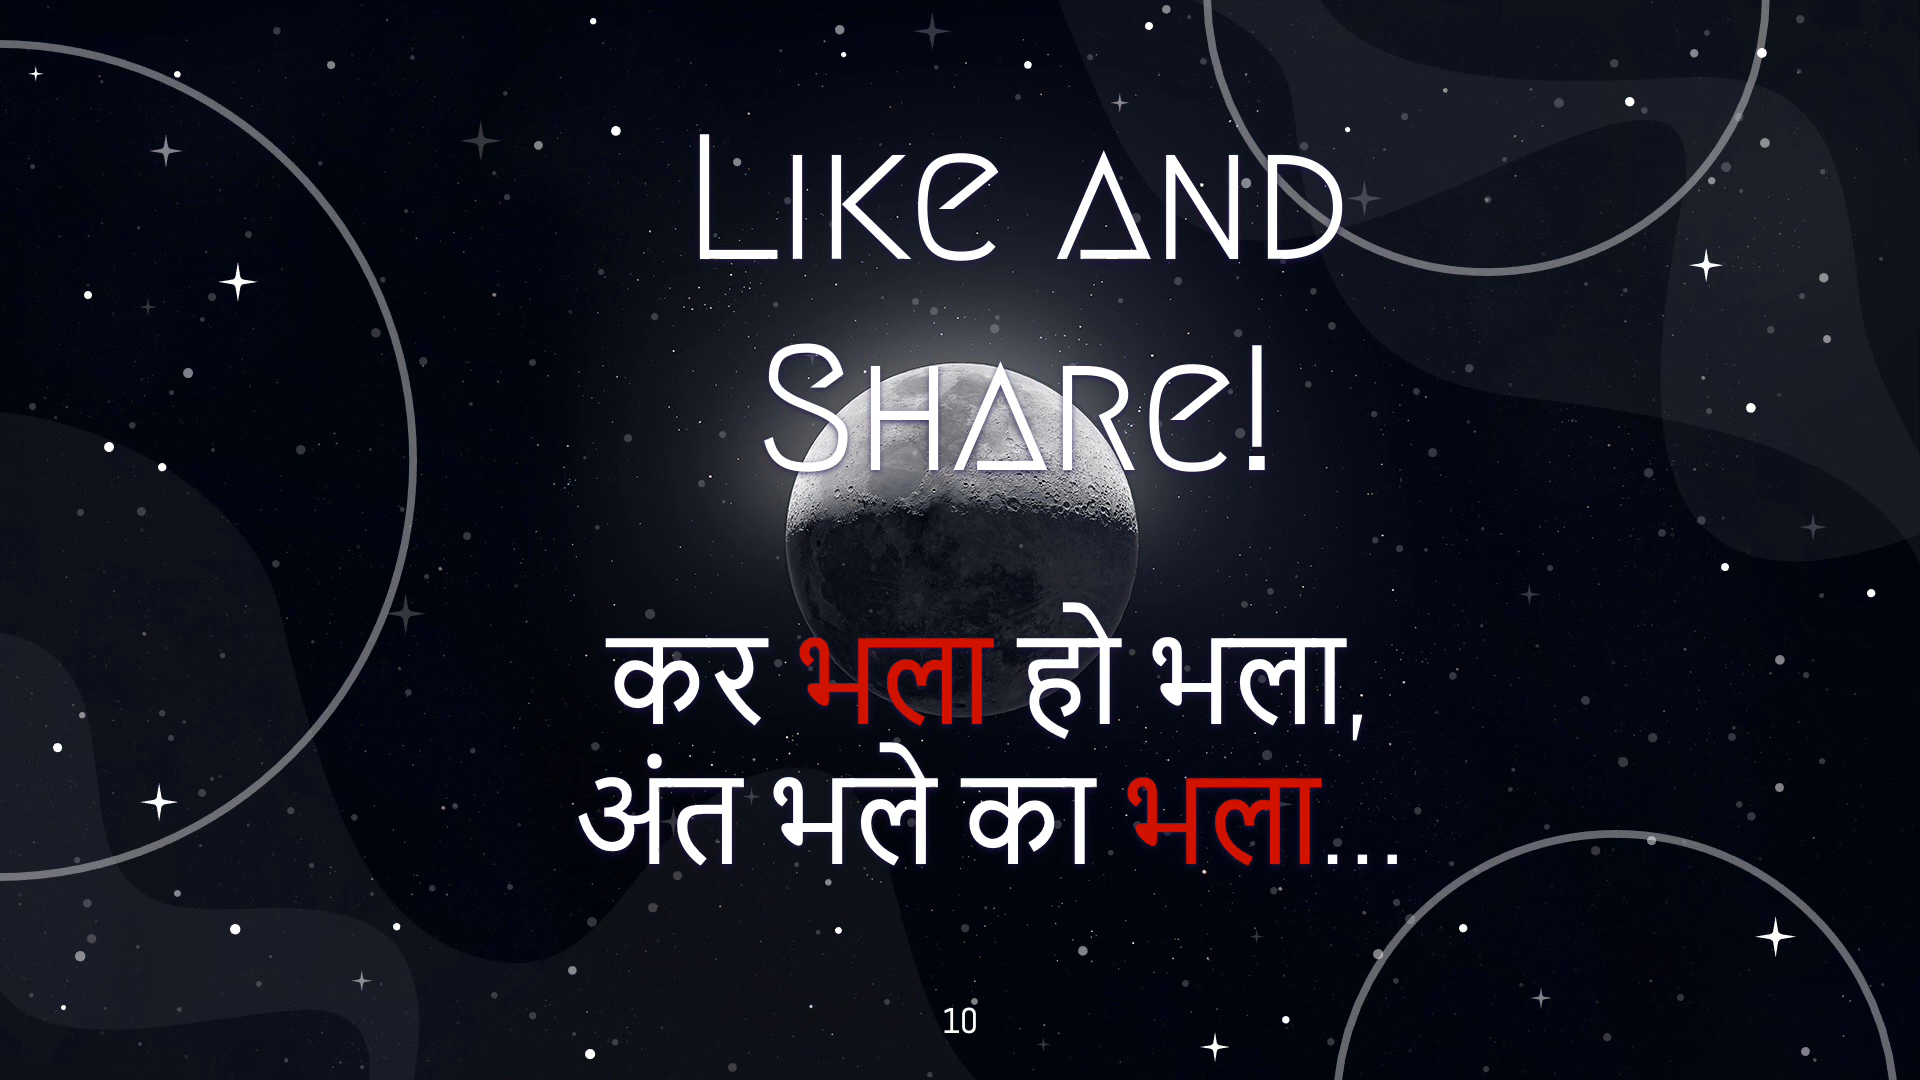 Like and
Share!
कर भला हो भला,
अंत भले का भला...
10